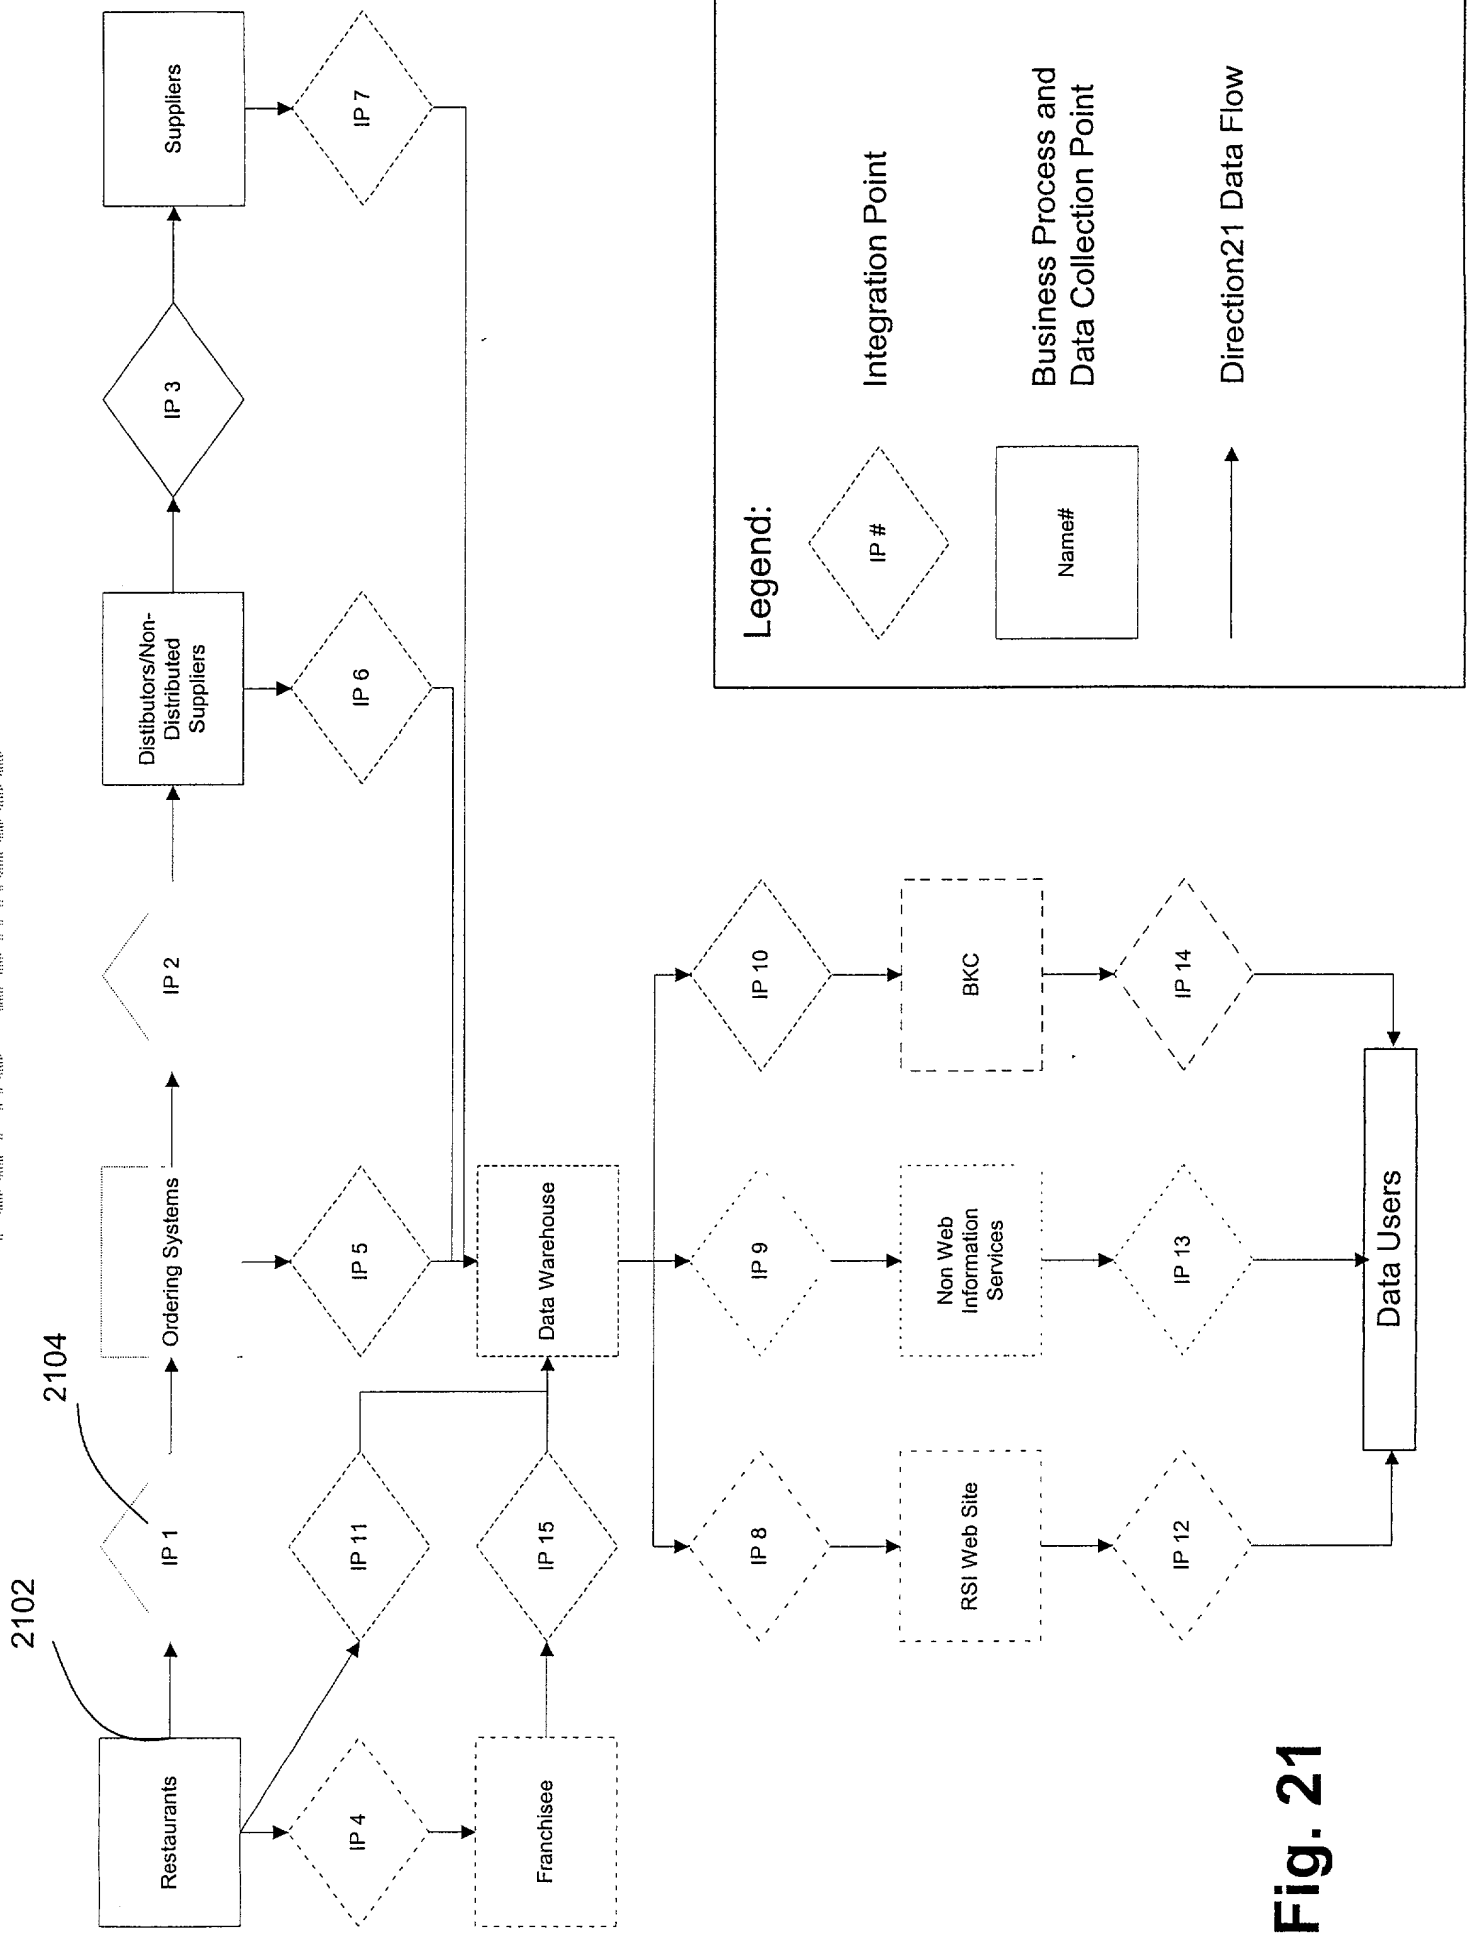 2102
2104
Restaurants
IP 1
Ordering Systems
IP 2
Distibutors/Non-
Distributed
Suppliers
IP 3
Suppliers
IP 4
IP 11
IP 5
IP 6
IP 7
Franchisee
IP 15
Data Warehouse
IP 8
IP 9
IP 10
RSI Web Site
Non Web
Information
Services
BKC
IP 12
IP 13
IP 14
Data Users
Legend:
IP #
Integration Point
Name#
Business Process and
Data Collection Point
Direction21 Data Flow
Fig. 21